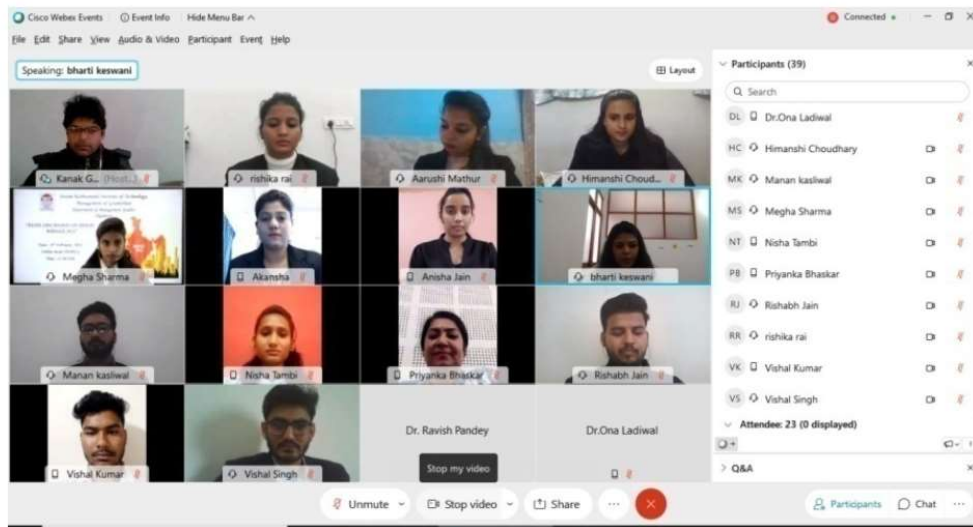 Cisco Webex Events Event Info Hide Menu Bar Connected
File Edit Share View Audio & Video Participant Event Help
Speaking: bharti keswani
Layout
Kanak G... (Host...)
rishika rai
Aarushi Mathur
Himanshi Choud...
Megha Sharma
Akansha
Anisha Jain
bharti keswani
Manan kasliwal
Nisha Tambi
Priyanka Bhaskar
Rishabh Jain
Vishal Kumar
Vishal Singh
Dr. Ravish Pandey
Dr.Ona Ladiwal
Stop my video
Unmute Stop video Share ...
Participants (39)
Search
DL Dr.Ona Ladiwal
HC Himanshi Choudhary
MK Manan kasliwal
MS Megha Sharma
NT Nisha Tambi
PB Priyanka Bhaskar
RJ Rishabh Jain
RR rishika rai
VK Vishal Kumar
VS Vishal Singh
Attendee: 23 (0 displayed)
Q&A
Participants Chat ...